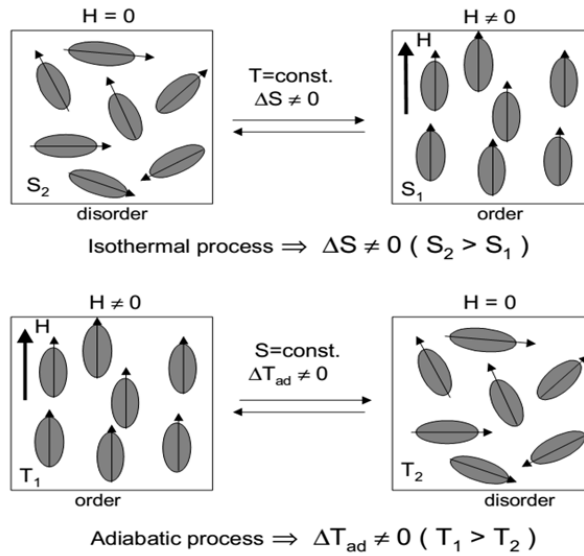 H = 0
H ≠ 0
H
T=const.
ΔS ≠ 0
S₂
S₁
disorder
order
Isothermal process ⇒ ΔS ≠ 0 ( S₂ > S₁ )
H ≠ 0
H = 0
H
S=const.
ΔTad ≠ 0
T₁
T₂
order
disorder
Adiabatic process ⇒ ΔTad ≠ 0 ( T₁ > T₂ )